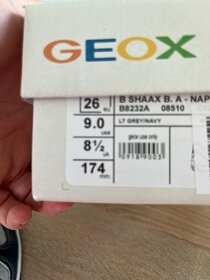 GEOX
26 EU
B SHAAX B. A - NAP
B8232A 08510
9.0 USA
LT GREY/NAVY
8½ UK
geox use only
174 mm